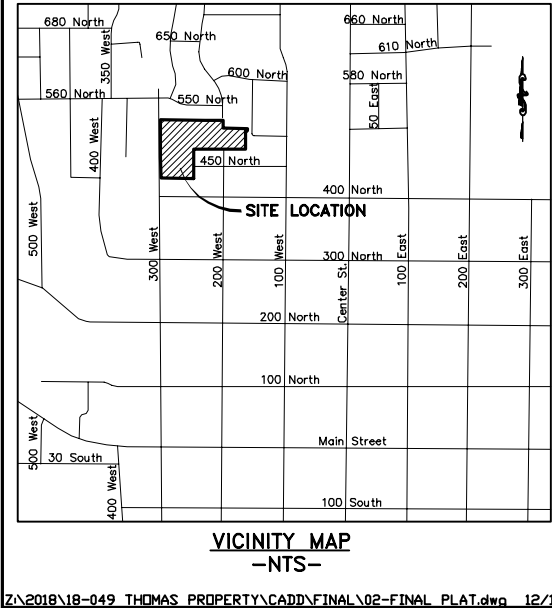 680 North
650 North
660 North
610 North
350 West
600 North
580 North
560 North
550 North
50 East
400 West
450 North
400 North
SITE LOCATION
500 West
300 West
200 West
100 West
Center St.
300 North
100 East
200 East
300 East
200 North
100 North
Main Street
500 West
30 South
400 West
100 South
VICINITY MAP
-NTS-
Z:\2018\18-049 THOMAS PROPERTY\CADD\FINAL\02-FINAL PLAT.dwg 12/